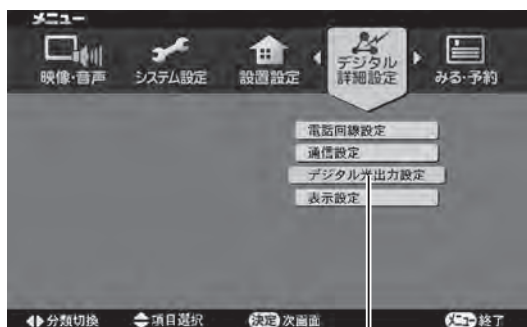 メニュー
映像・音声 システム設定 設置設定 デジタル詳細設定 みる・予約
電話回線設定
通信設定
デジタル光出力設定
表示設定
分類切換 項目選択 決定 次画面 メニュー 終了